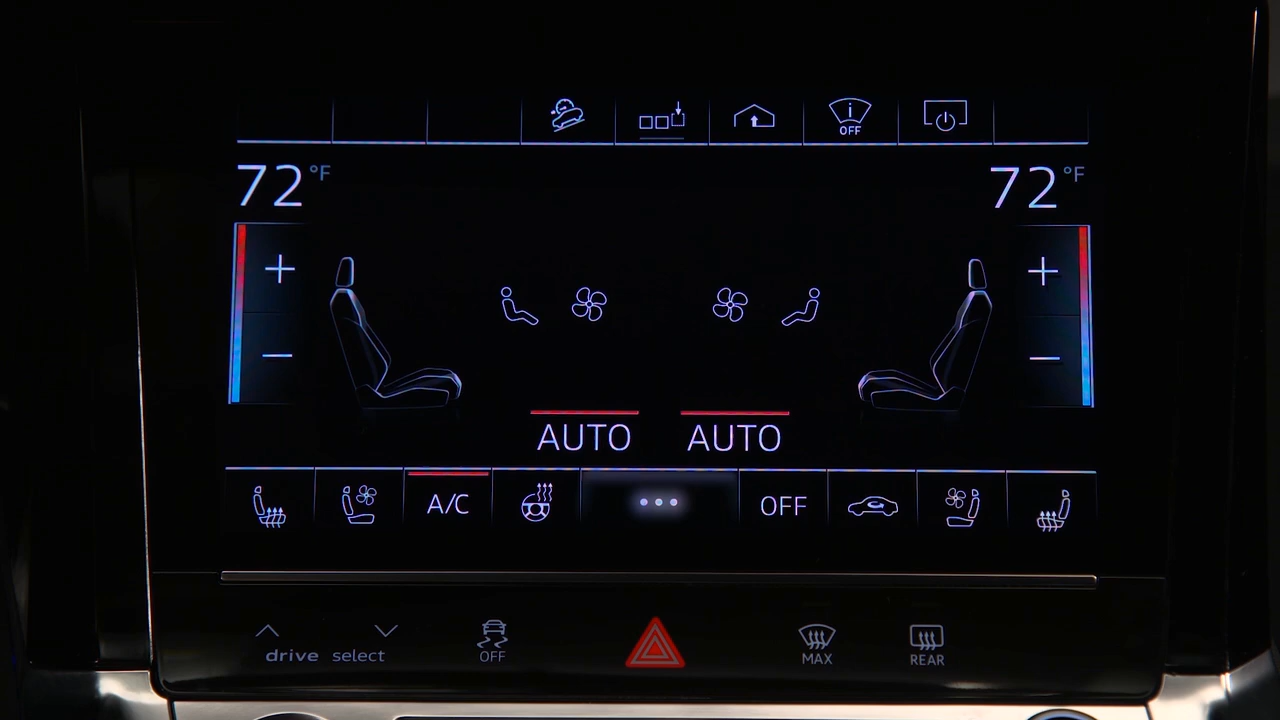 OFF
72 °F
72 °F
AUTO AUTO
A/C
OFF
drive select
OFF
MAX
REAR